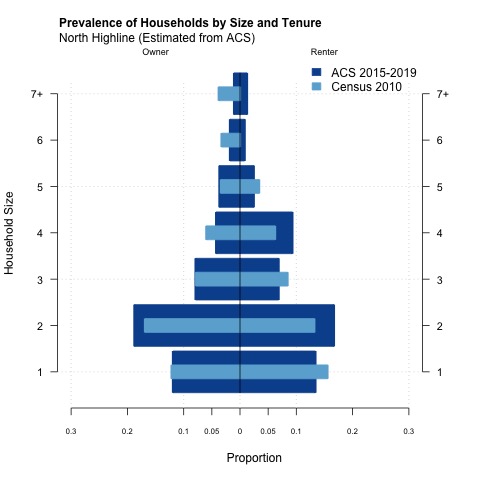 Prevalence of Households by Size and Tenure
North Highline (Estimated from ACS)
Owner
Renter
ACS 2015-2019
Census 2010
7+
6
5
4
3
2
1
Household Size
7+
6
5
4
3
2
1
0.3 0.2 0.1 0.05 0 0.05 0.1 0.2 0.3
Proportion